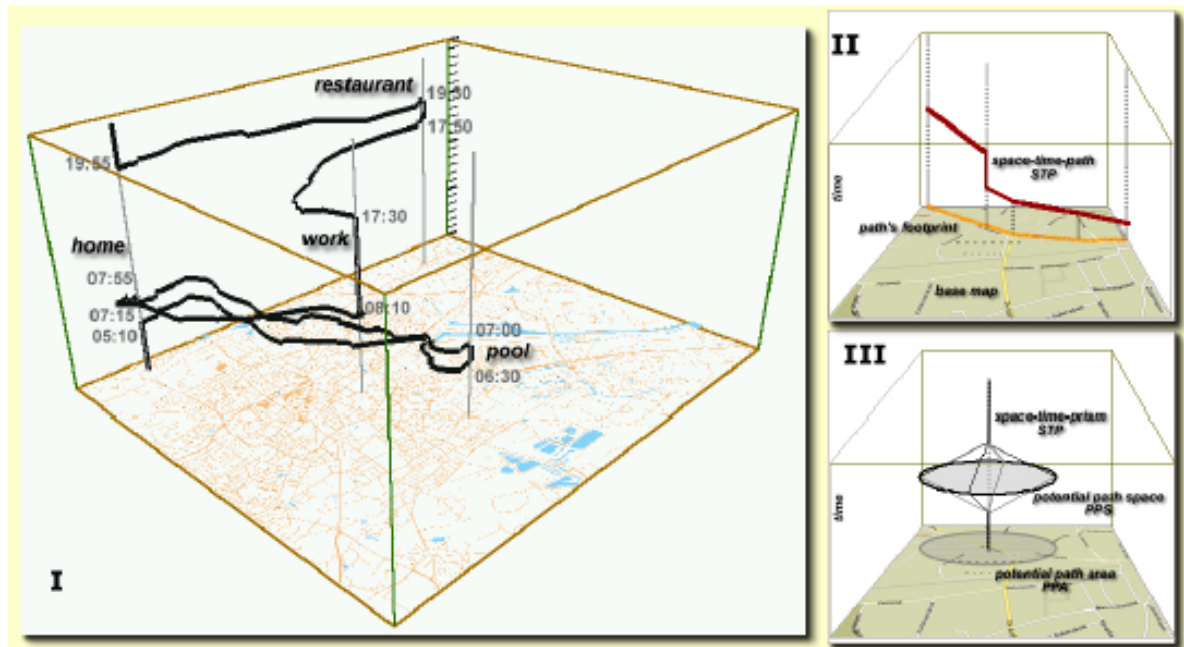 restaurant
19:30
17:50
19:55
17:30
work
home
07:55
07:15
05:10
08:10
07:00
pool
06:30
I
II
space-time-path
STP
time
path's footprint
base map
III
space-time-prism
STP
time
potential path space
PPS
potential path area
PPA